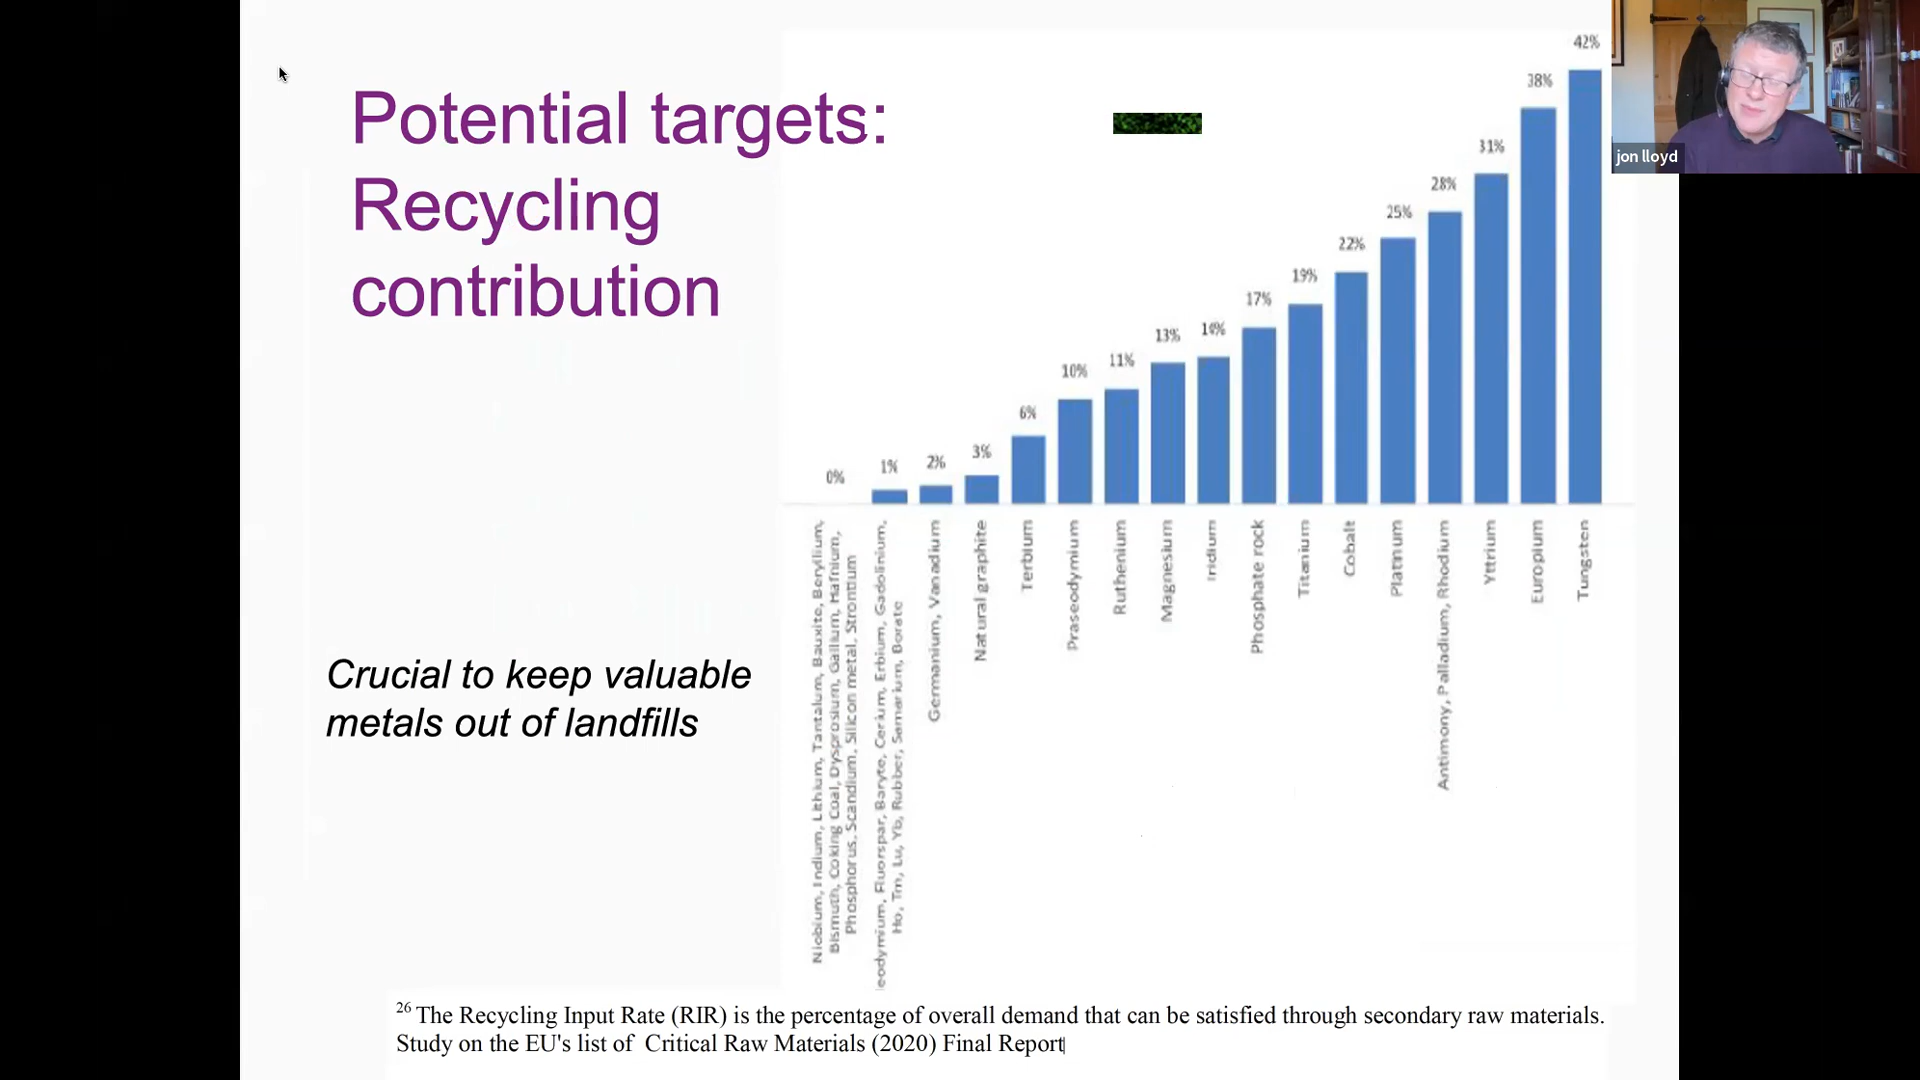 Potential targets:
Recycling
contribution
Crucial to keep valuable
metals out of landfills
0%
1%
2%
3%
6%
10%
11%
13%
14%
17%
19%
22%
25%
28%
31%
38%
42%
Niobium, Indium, Lithium, Tantalum, Bauxite, Beryllium,
Bismuth, Coking Coal, Dysprosium, Gallium, Hafnium,
Phosphorus, Scandium, Silicon metal, Strontium
eodymium, Fluorspar, Baryte, Cerium, Erbium, Gadolinium,
Ho, Tm, Lu, Yb, Rubber, Samarium, Borate
Germanium, Vanadium
Natural graphite
Terbium
Praseodymium
Ruthenium
Magnesium
Iridium
Phosphate rock
Titanium
Cobalt
Platinum
Antimony, Palladium, Rhodium
Yttrium
Europium
Tungsten
26 The Recycling Input Rate (RIR) is the percentage of overall demand that can be satisfied through secondary raw materials.
Study on the EU's list of Critical Raw Materials (2020) Final Report
jon lloyd